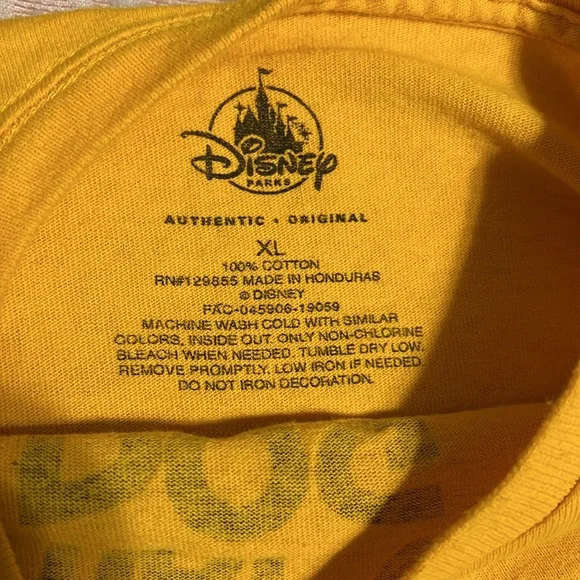 Disney
PARKS
AUTHENTIC • ORIGINAL
XL
100% COTTON
RN#129855 MADE IN HONDURAS
© DISNEY
FAC-045906-19059
MACHINE WASH COLD WITH SIMILAR
COLORS, INSIDE OUT. ONLY NON-CHLORINE
BLEACH WHEN NEEDED. TUMBLE DRY LOW.
REMOVE PROMPTLY. LOW IRON IF NEEDED.
DO NOT IRON DECORATION.